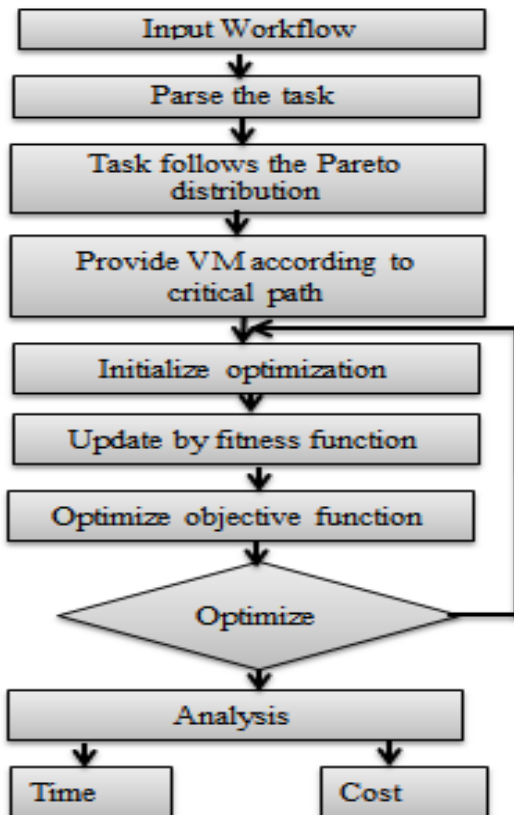 Input Workflow
Parse the task
Task follows the Pareto
distribution
Provide VM according to
critical path
Initialize optimization
Update by fitness function
Optimize objective function
Optimize
Analysis
Time
Cost